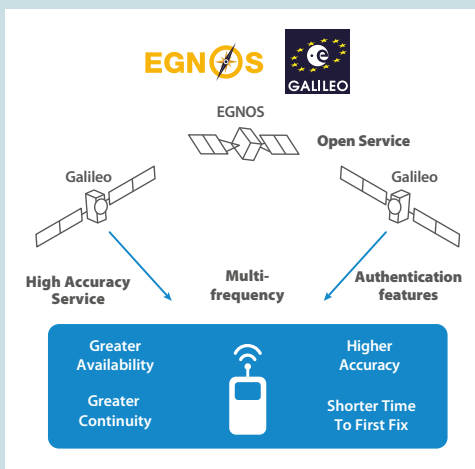 EGNOS
GALILEO
EGNOS
Open Service
Galileo
Galileo
High Accuracy
Service
Multi-
frequency
Authentication
features
Greater
Availability
Higher
Accuracy
Greater
Continuity
Shorter Time
To First Fix